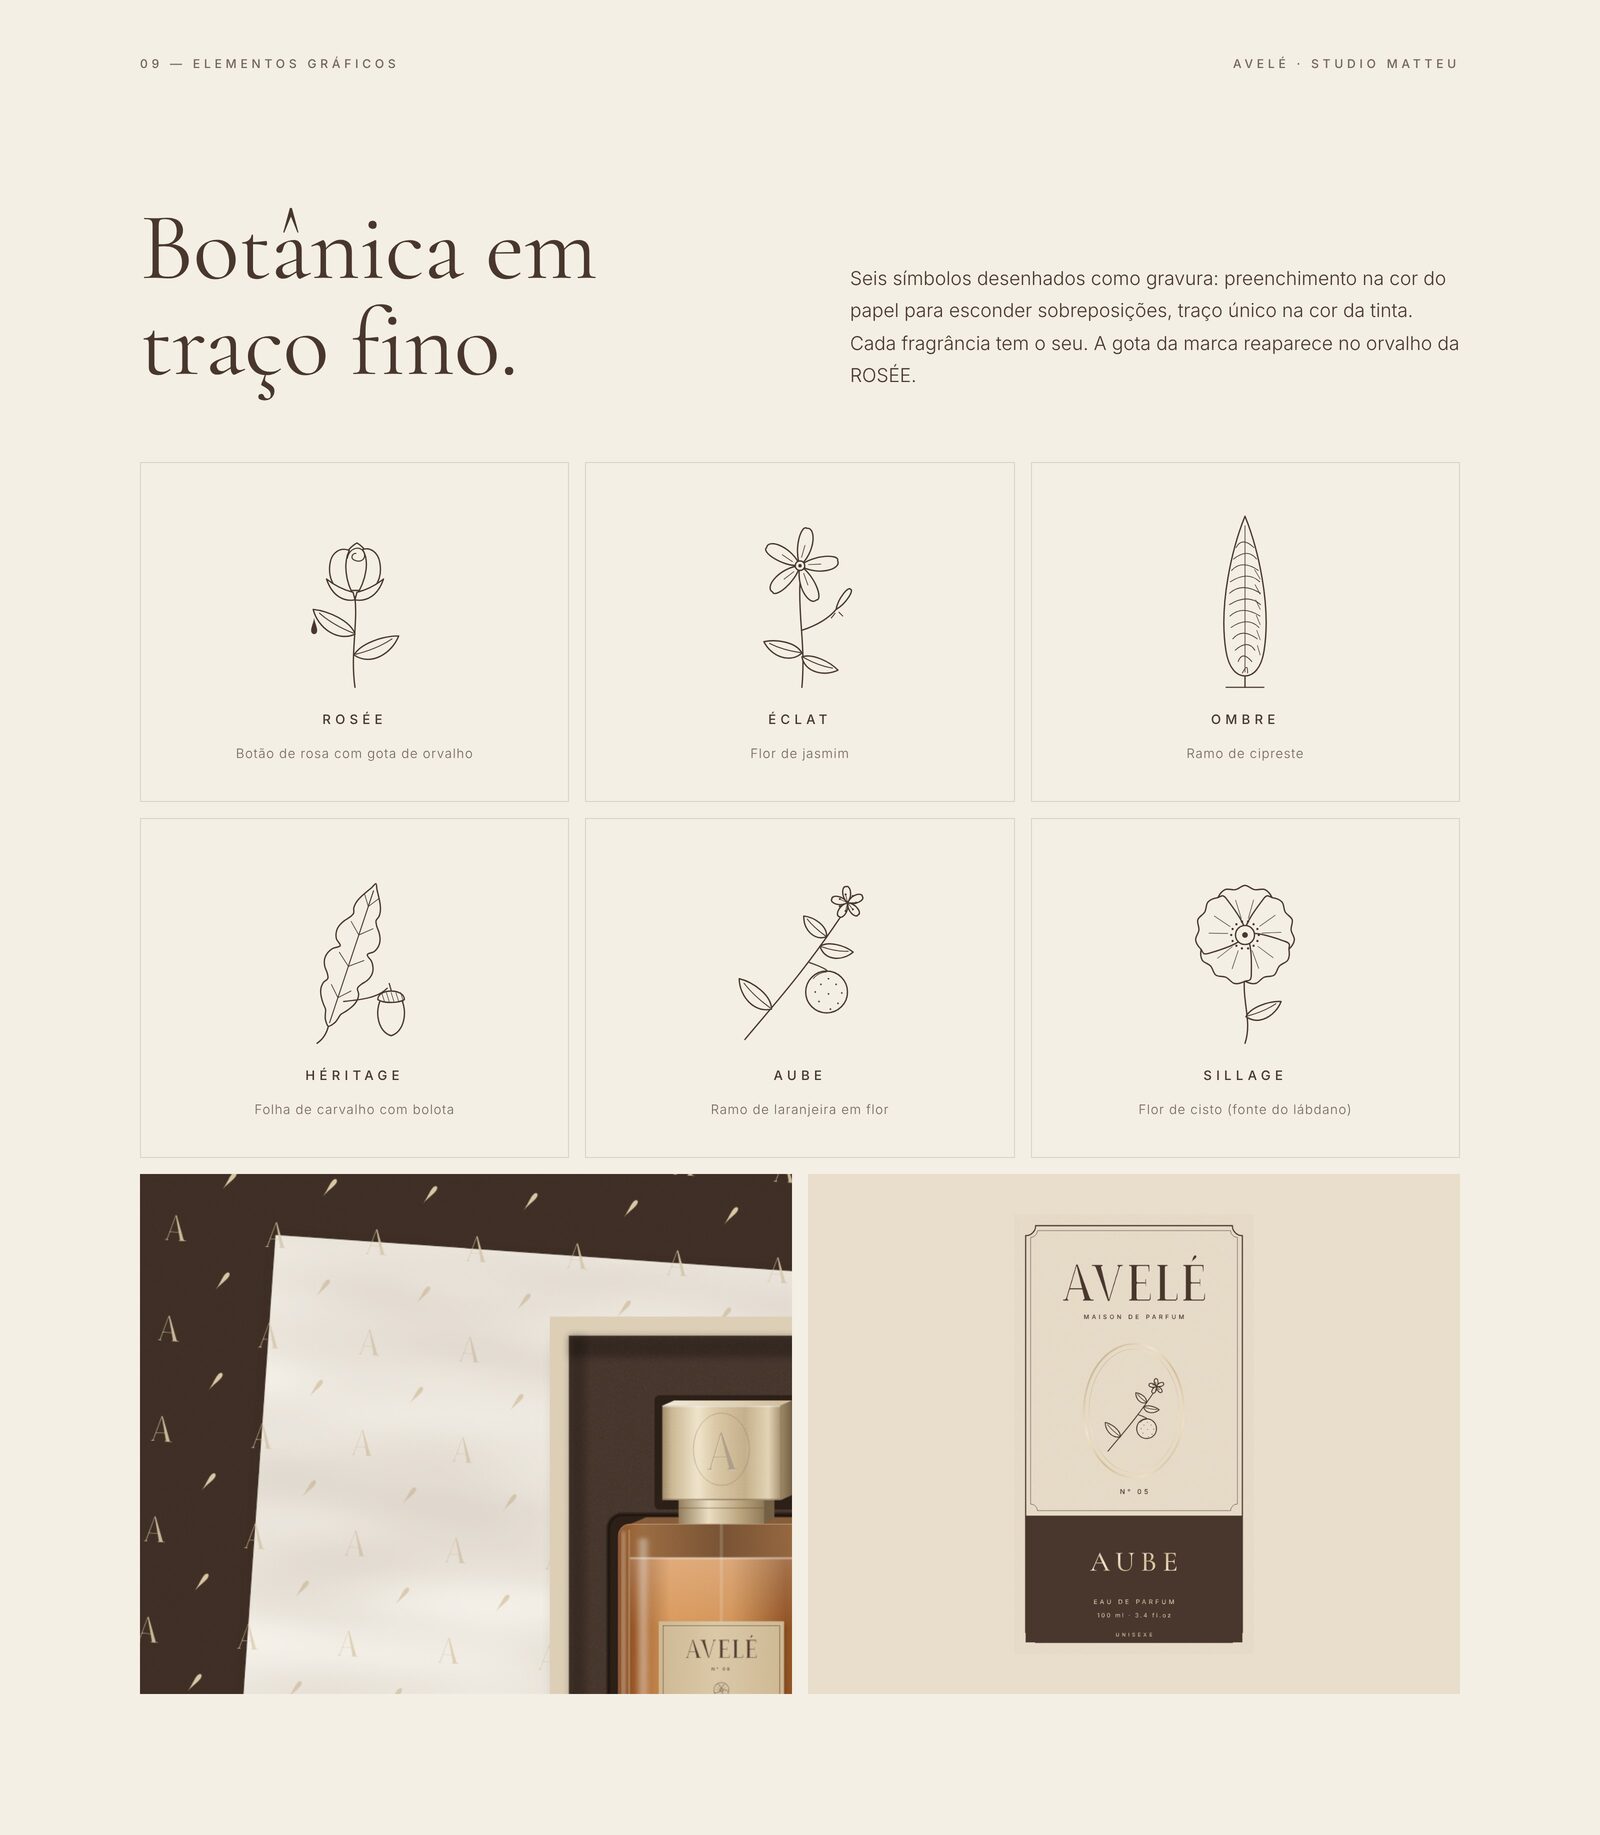 09 — ELEMENTOS GRÁFICOS
AVELÉ · STUDIO MATTEU
Botânica em
traço fino.
Seis símbolos desenhados como gravura: preenchimento na cor do
papel para esconder sobreposições, traço único na cor da tinta.
Cada fragrância tem o seu. A gota da marca reaparece no orvalho da
ROSÉE.
ROSÉE
Botão de rosa com gota de orvalho
ÉCLAT
Flor de jasmim
OMBRE
Ramo de cipreste
HÉRITAGE
Folha de carvalho com bolota
AUBE
Ramo de laranjeira em flor
SILLAGE
Flor de cisto (fonte do lábdano)
A
AVELÉ
N° 06
AVELÉ
MAISON DE PARFUM
N° 05
AUBE
EAU DE PARFUM
100 ml · 3.4 fl.oz
UNISEXE